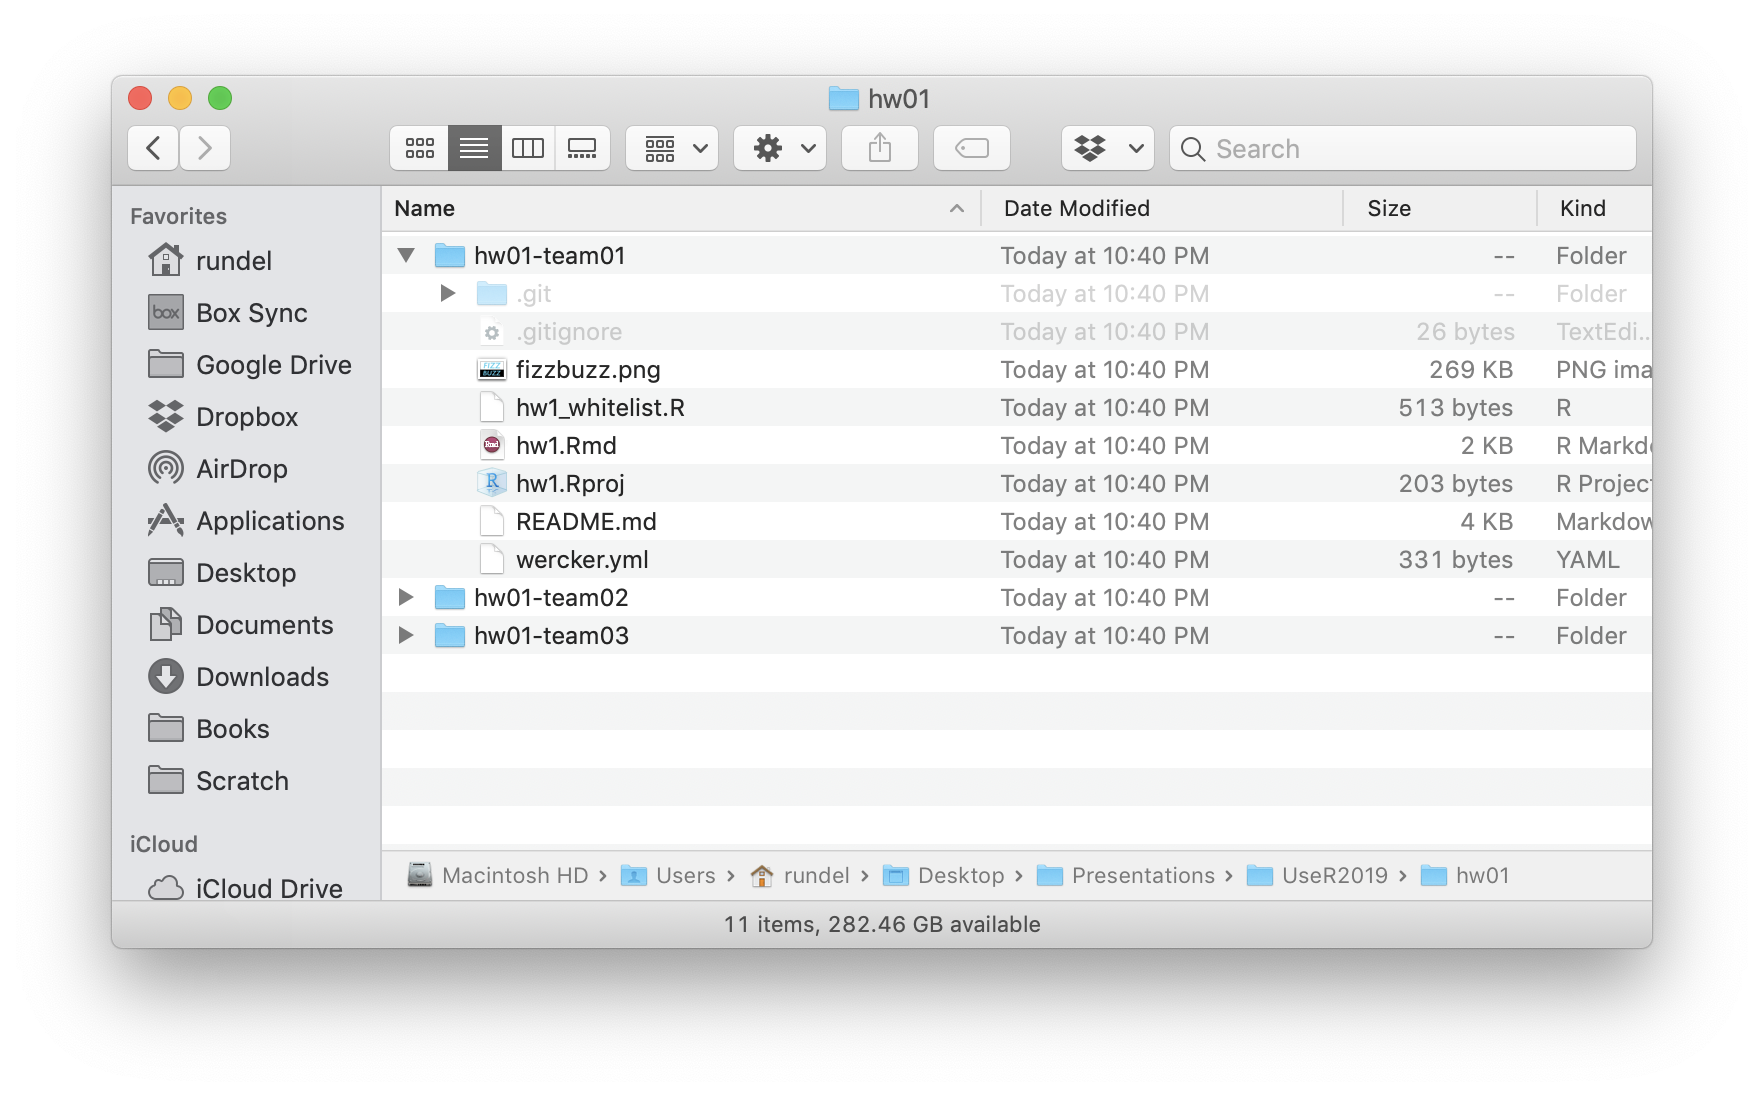 hw01
Search
Favorites
rundel
box Box Sync
Google Drive
Dropbox
AirDrop
Applications
Desktop
Documents
Downloads
Books
Scratch
iCloud
iCloud Drive
Name Date Modified Size Kind
hw01-team01 Today at 10:40 PM -- Folder
.git Today at 10:40 PM -- Folder
.gitignore Today at 10:40 PM 26 bytes TextEdi...
FIZZ BUZZ fizzbuzz.png Today at 10:40 PM 269 KB PNG ima
hw1_whitelist.R Today at 10:40 PM 513 bytes R
Rmd hw1.Rmd Today at 10:40 PM 2 KB R Markdo
R hw1.Rproj Today at 10:40 PM 203 bytes R Project
README.md Today at 10:40 PM 4 KB Markdow
wercker.yml Today at 10:40 PM 331 bytes YAML
hw01-team02 Today at 10:40 PM -- Folder
hw01-team03 Today at 10:40 PM -- Folder
Macintosh HD › Users › rundel › Desktop › Presentations › UseR2019 › hw01
11 items, 282.46 GB available